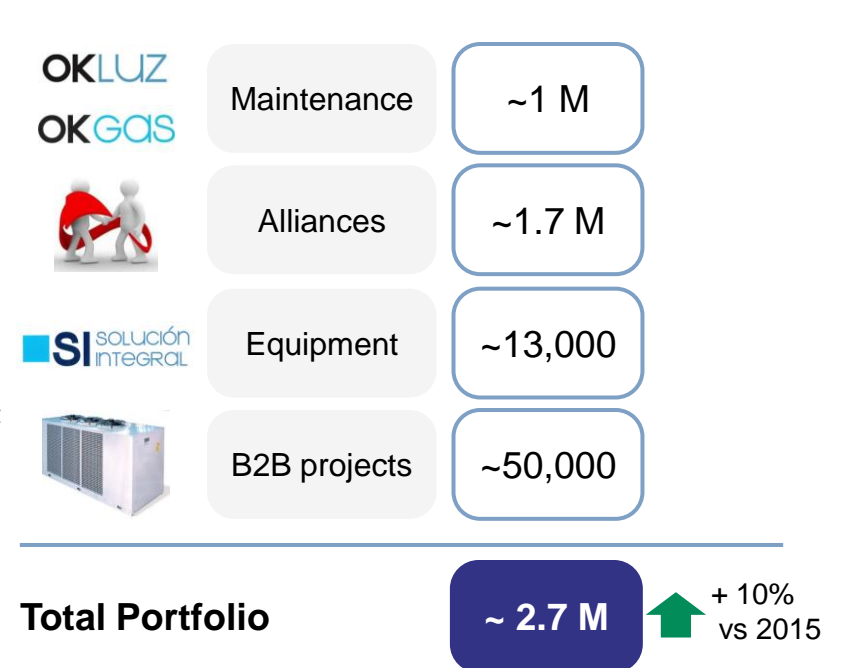 OKLUZ
OKGAS
Maintenance
~1 M
Alliances
~1.7 M
SI SOLUCIÓN
INTEGRAL
Equipment
~13,000
B2B projects
~50,000
Total Portfolio
~ 2.7 M
+ 10%
vs 2015